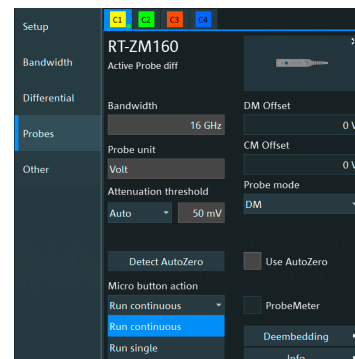 Setup
Bandwidth
Differential
Probes
Other
C1 C2 C3 C4
RT-ZM160
Active Probe diff
Bandwidth
16 GHz
Probe unit
Volt
Attenuation threshold
Auto 50 mV
DM Offset
0 V
CM Offset
0 V
Probe mode
DM
Detect AutoZero
Use AutoZero
Micro button action
Run continuous
Run continuous
Run single
ProbeMeter
Deembedding
Info